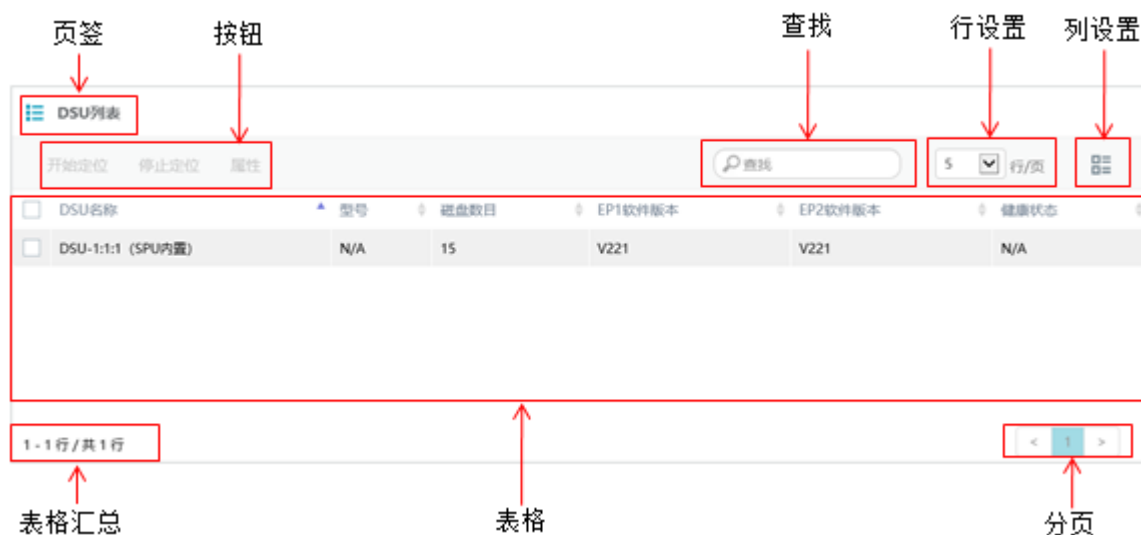 页签 按钮 查找 行设置 列设置
DSU列表
开始定位 停止定位 属性 查找 5 行/页
DSU名称 型号 磁盘数目 EP1软件版本 EP2软件版本 健康状态
DSU-1:1:1 (SPU内置) N/A 15 V221 V221 N/A
1 - 1 行 / 共 1 行 < 1 >
表格汇总 表格 分页